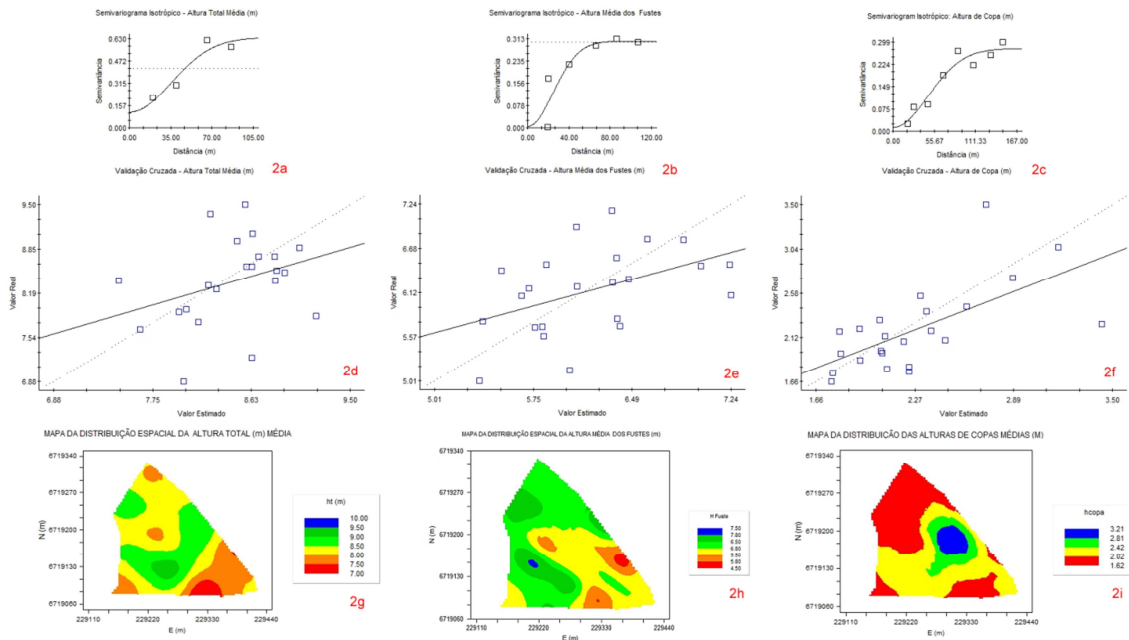 Semivariograma Isotrópico - Altura Total Média (m)
0.630
0.472
0.315
0.157
0.000
Semivariância
0.00 35.00 70.00 105.00
Distância (m)
2a
Semivariograma Isotrópico - Altura Média dos Fustes
0.313
0.235
0.156
0.078
0.000
Semivariância
0.00 40.00 80.00 120.00
Distância (m)
2b
Semivariogram Isotrópico: Altura de Copa (m)
0.299
0.224
0.149
0.075
0.000
Semivariância
0.00 55.67 111.33 167.00
Distância (m)
2c
Validação Cruzada - Altura Total Média (m)
9.50
8.85
8.19
7.54
6.88
Valor Real
6.88 7.75 8.63 9.50
Valor Estimado
2d
Validação Cruzada - Altura Média dos Fustes (m)
7.24
6.68
6.13
5.57
5.01
Valor Real
5.01 5.75 6.49 7.24
Valor Estimado
2e
Validação Cruzada - Altura de Copa (m)
3.50
3.04
2.58
2.12
1.66
Valor Real
1.66 2.27 2.89 3.50
Valor Estimado
2f
MAPA DA DISTRIBUIÇÃO ESPACIAL DA ALTURA TOTAL (m) MÉDIA
6719340
6719270
6719200
6719130
6719060
N (m)
229110 229220 229330 229440
E (m)
ht (m)
10.00
9.50
9.00
8.50
8.00
7.50
7.00
2g
MAPA DA DISTRIBUIÇÃO ESPACIAL DA ALTURA MÉDIA DOS FUSTES (m)
6719340
6719270
6719200
6719130
6719060
N (m)
229110 229220 229330 229440
E (m)
H Fuste
7.50
7.00
6.50
6.00
5.50
5.00
4.50
2h
MAPA DA DISTRIBUIÇÃO DAS ALTURAS DE COPAS MÉDIAS (M)
6719340
6719270
6719200
6719130
6719060
N (m)
229110 229220 229330 229440
E (m)
hcopa
3.21
2.81
2.42
2.02
1.62
2i